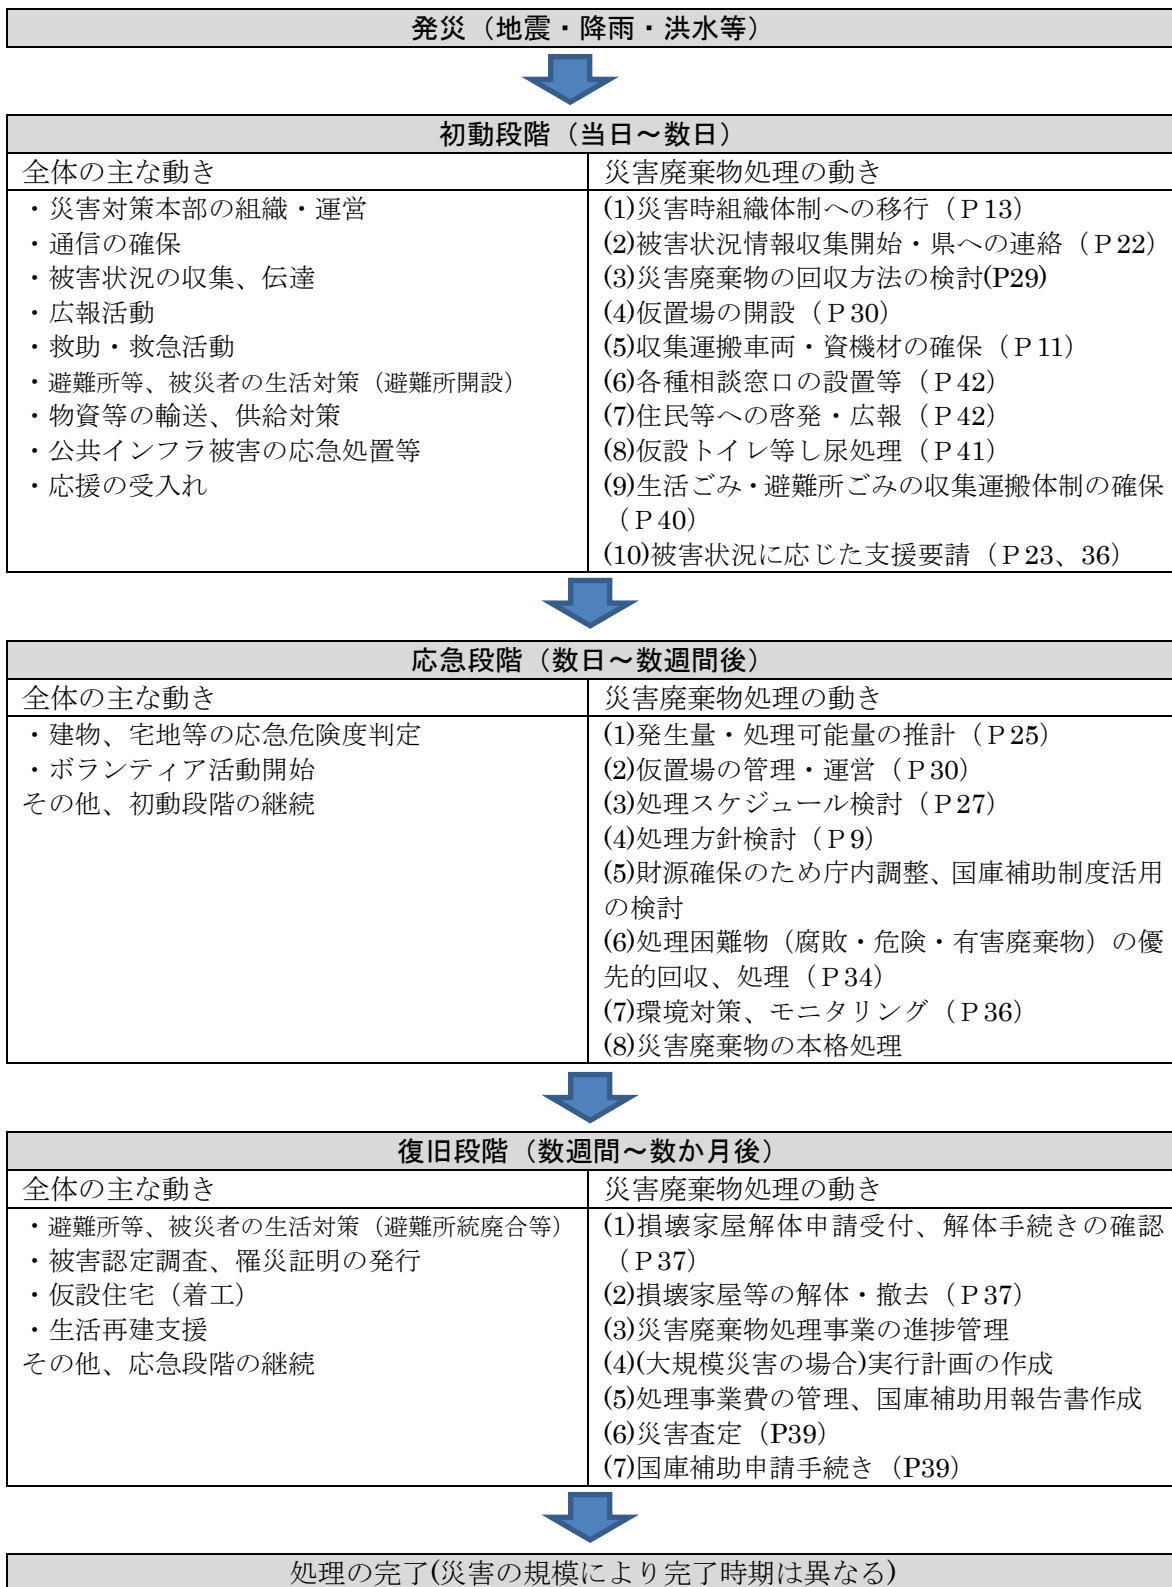 発災（地震・降雨・洪水等）
初動段階（当日～数日）
全体の主な動き
・災害対策本部の組織・運営
・通信の確保
・被害状況の収集、伝達
・広報活動
・救助・救急活動
・避難所等、被災者の生活対策（避難所開設）
・物資等の輸送、供給対策
・公共インフラ被害の応急処置等
・応援の受入れ
災害廃棄物処理の動き
(1)災害時組織体制への移行（Ｐ13）
(2)被害状況情報収集開始・県への連絡（Ｐ22）
(3)災害廃棄物の回収方法の検討(P29)
(4)仮置場の開設（Ｐ30）
(5)収集運搬車両・資機材の確保（Ｐ11）
(6)各種相談窓口の設置等（Ｐ42）
(7)住民等への啓発・広報（Ｐ42）
(8)仮設トイレ等し尿処理（Ｐ41）
(9)生活ごみ・避難所ごみの収集運搬体制の確保
（Ｐ40）
(10)被害状況に応じた支援要請（Ｐ23、36）
応急段階（数日～数週間後）
全体の主な動き
・建物、宅地等の応急危険度判定
・ボランティア活動開始
その他、初動段階の継続
災害廃棄物処理の動き
(1)発生量・処理可能量の推計（Ｐ25）
(2)仮置場の管理・運営（Ｐ30）
(3)処理スケジュール検討（Ｐ27）
(4)処理方針検討（Ｐ9）
(5)財源確保のため庁内調整、国庫補助制度活用
の検討
(6)処理困難物（腐敗・危険・有害廃棄物）の優
先的回収、処理（Ｐ34）
(7)環境対策、モニタリング（Ｐ36）
(8)災害廃棄物の本格処理
復旧段階（数週間～数か月後）
全体の主な動き
・避難所等、被災者の生活対策（避難所統廃合等）
・被害認定調査、罹災証明の発行
・仮設住宅（着工）
・生活再建支援
その他、応急段階の継続
災害廃棄物処理の動き
(1)損壊家屋解体申請受付、解体手続きの確認
（Ｐ37）
(2)損壊家屋等の解体・撤去（Ｐ37）
(3)災害廃棄物処理事業の進捗管理
(4)(大規模災害の場合)実行計画の作成
(5)処理事業費の管理、国庫補助用報告書作成
(6)災害査定（P39）
(7)国庫補助申請手続き（P39）
処理の完了(災害の規模により完了時期は異なる)